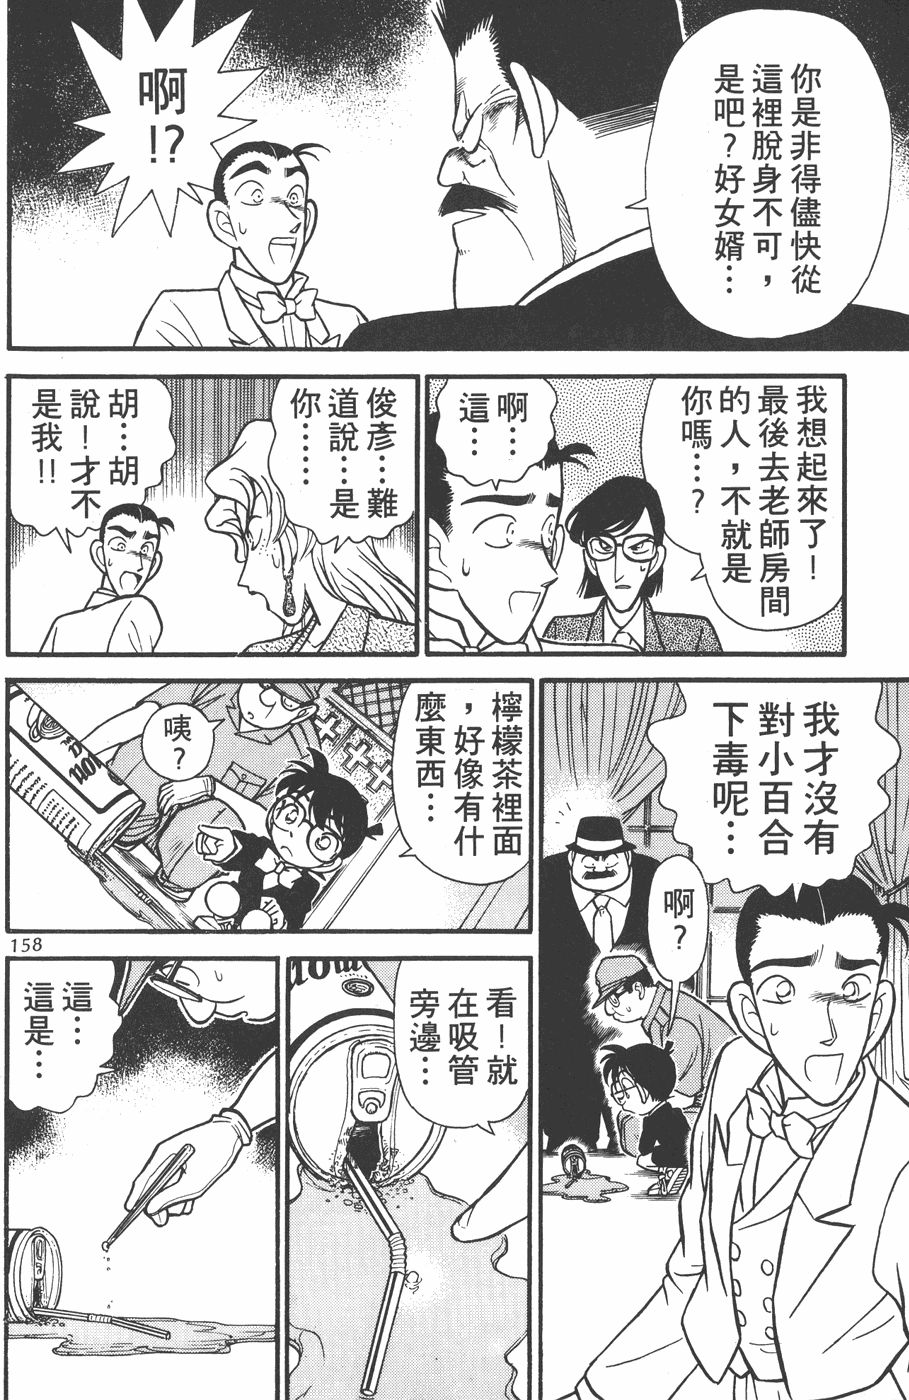 你是非得儘快從
這裡脫身不可，
是吧？好女婿…
啊
!?
我想起來了！
最後去老師房間
的人，不就是
你嗎…？
啊…
這…
俊彥…難
道說…是
你……
胡…胡
說！才不
是我!!
我才沒有
對小百合
下毒呢…
啊？
檸檬茶裡面
，好像有什
麼東西…
咦？
158
看！就
在吸管
旁邊…
這…
這是…